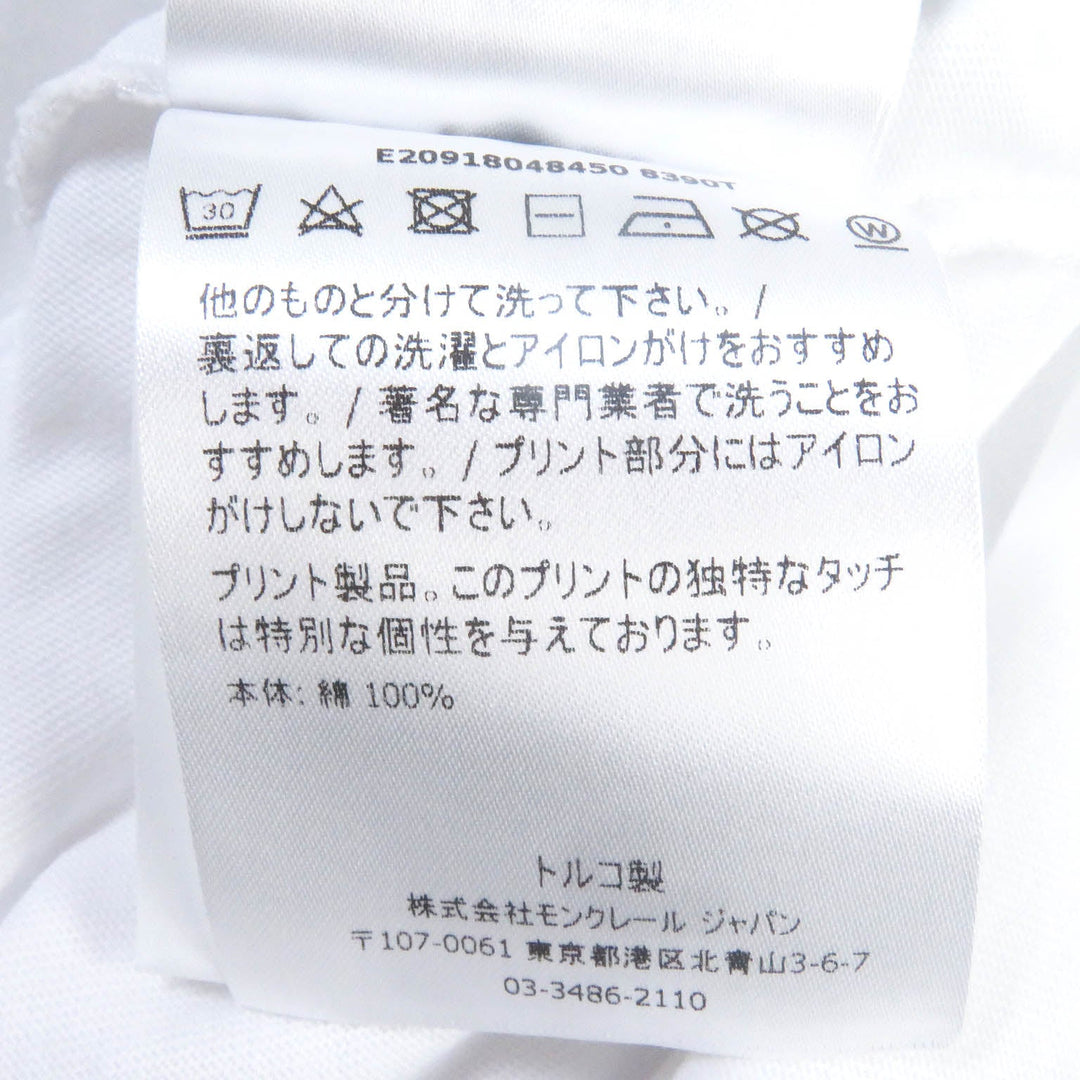 E20918048450 8390T
30
W
他のものと分けて洗って下さい。/
裏返しての洗濯とアイロンがけをおすすめ
します。/ 著名な専門業者で洗うことをお
すすめします。/ プリント部分にはアイロン
がけしないで下さい。
プリント製品。このプリントの独特なタッチ
は特別な個性を与えております。
本体: 綿 100%
トルコ製
株式会社モンクレール ジャパン
〒107-0061 東京都港区北青山3-6-7
03-3486-2110